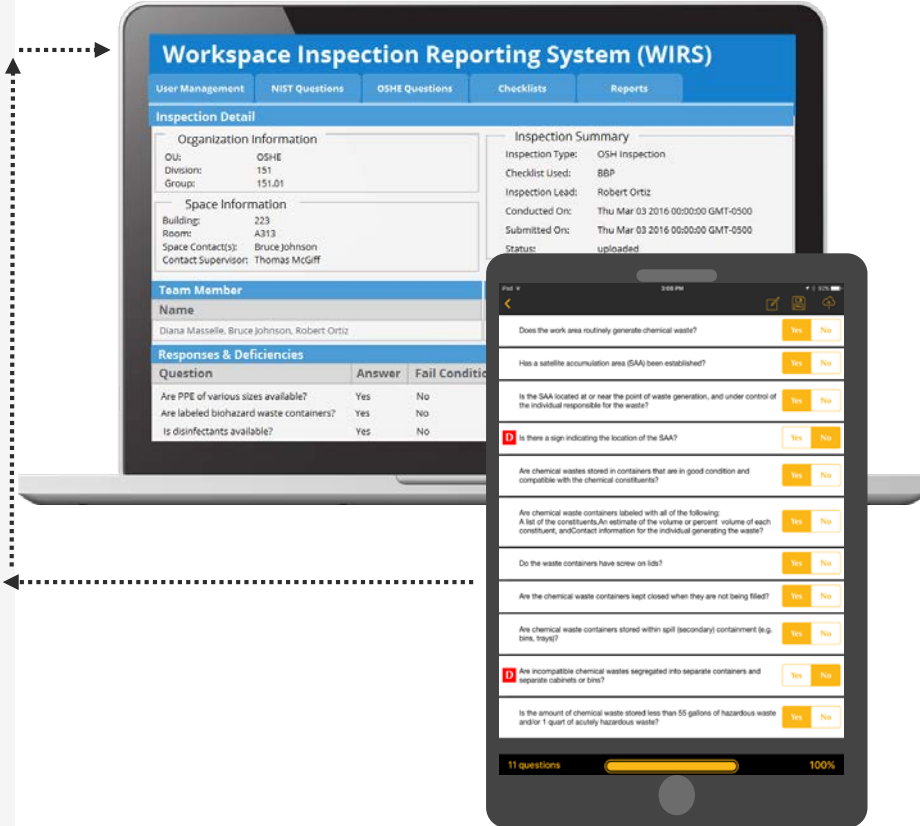 Workspace Inspection Reporting System (WIRS)
User Management NIST Questions OSHE Questions Checklists Reports
Inspection Detail
Organization Information
OU: OSHE
Division: 151
Group: 151.01
Space Information
Building: 223
Room: A313
Space Contact(s): Bruce Johnson
Contact Supervisor: Thomas McGiff
Inspection Summary
Inspection Type: OSH Inspection
Checklist Used: BBP
Inspection Lead: Robert Ortiz
Conducted On: Thu Mar 03 2016 00:00:00 GMT-0500
Submitted On: Thu Mar 03 2016 00:00:00 GMT-0500
Status: uploaded
Team Member
Name
Diana Masselle, Bruce Johnson, Robert Ortiz
Responses & Deficiencies
Question Answer Fail Conditio
Are PPE of various sizes available? Yes No
Are labeled biohazard waste containers? Yes No
Is disinfectants available? Yes No
iPad 3:08 PM 92%
Does the work area routinely generate chemical waste? Yes No
Has a satellite accumulation area (SAA) been established? Yes No
Is the SAA located at or near the point of waste generation, and under control of
the individual responsible for the waste? Yes No
D Is there a sign indicating the location of the SAA? Yes No
Are chemical wastes stored in containers that are in good condition and
compatible with the chemical constituents? Yes No
Are chemical waste containers labeled with all of the following:
A list of the constituents,An estimate of the volume or percent volume of each
constituent, andContact information for the individual generating the waste? Yes No
Do the waste containers have screw on lids? Yes No
Are the chemical waste containers kept closed when they are not being filled? Yes No
Are chemical waste containers stored within spill (secondary) containment (e.g.
bins, trays)? Yes No
D Are incompatible chemical wastes segregated into separate containers and
separate cabinets or bins? Yes No
Is the amount of chemical waste stored less than 55 gallons of hazardous waste
and/or 1 quart of acutely hazardous waste? Yes No
11 questions 100%